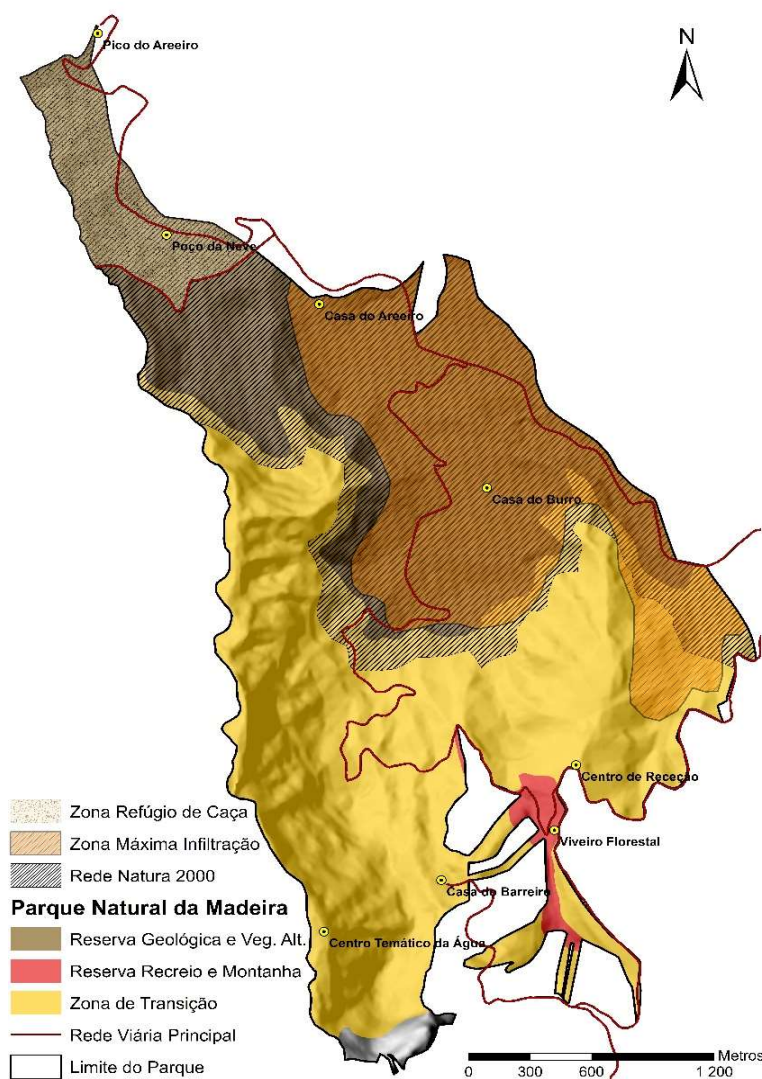 Pico do Areeiro
N
Poço da Neve
Casa do Areeiro
Casa do Burro
Centro de Receção
Viveiro Florestal
Casa do Barreiro
Centro Temático da Água
Zona Refúgio de Caça
Zona Máxima Infiltração
Rede Natura 2000
Parque Natural da Madeira
Reserva Geológica e Veg. Alt.
Reserva Recreio e Montanha
Zona de Transição
Rede Viária Principal
Limite do Parque
Metros
0 300 600 1 200